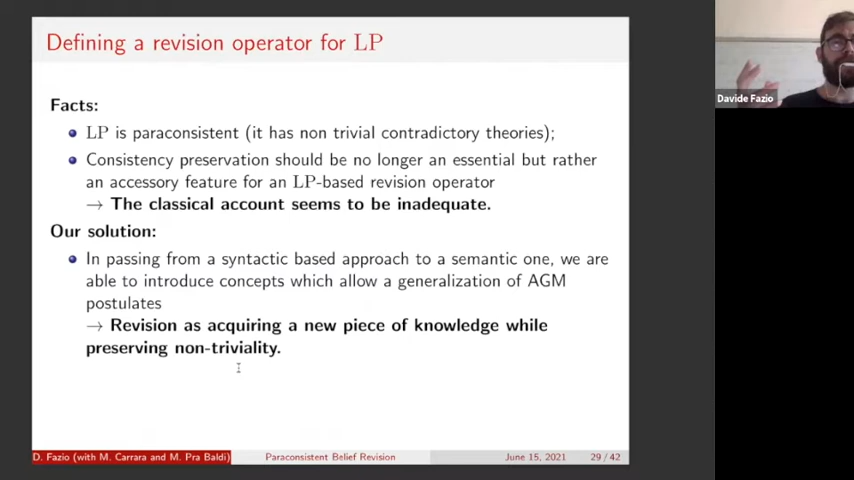 Defining a revision operator for LP
Facts:
LP is paraconsistent (it has non trivial contradictory theories);
Consistency preservation should be no longer an essential but rather
an accessory feature for an LP-based revision operator
→ The classical account seems to be inadequate.
Our solution:
In passing from a syntactic based approach to a semantic one, we are
able to introduce concepts which allow a generalization of AGM
postulates
→ Revision as acquiring a new piece of knowledge while
preserving non-triviality.
D. Fazio (with M. Carrara and M. Pra Baldi) Paraconsistent Belief Revision June 15, 2021 29 / 42
Davide Fazio